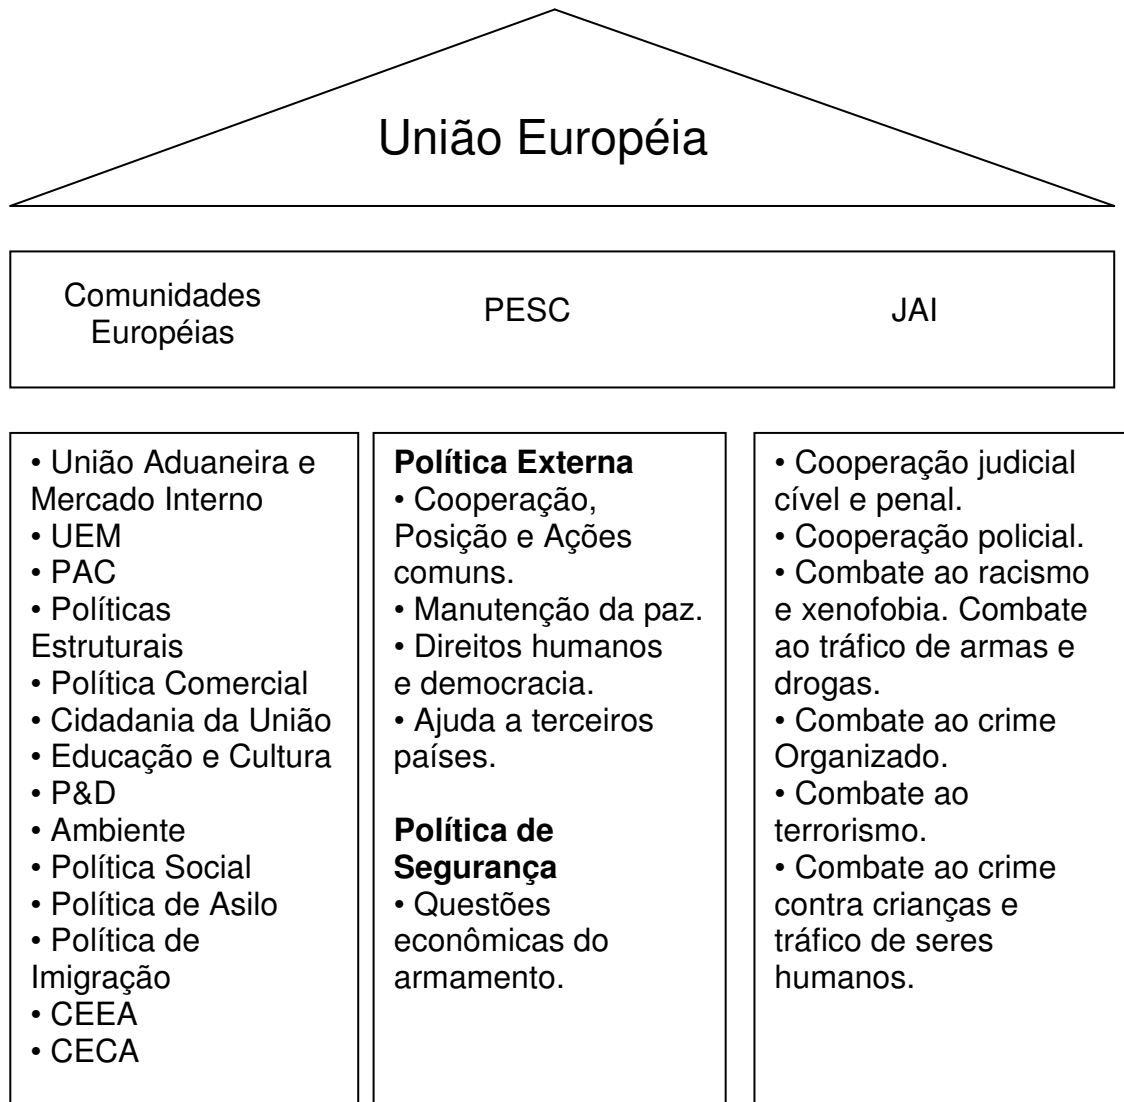 União Européia
Comunidades
Européias
PESC
JAI
• União Aduaneira e
Mercado Interno
• UEM
• PAC
• Políticas
Estruturais
• Política Comercial
• Cidadania da União
• Educação e Cultura
• P&D
• Ambiente
• Política Social
• Política de Asilo
• Política de
Imigração
• CEEA
• CECA
Política Externa
• Cooperação,
Posição e Ações
comuns.
• Manutenção da paz.
• Direitos humanos
e democracia.
• Ajuda a terceiros
países.
Política de
Segurança
• Questões
econômicas do
armamento.
• Cooperação judicial
cível e penal.
• Cooperação policial.
• Combate ao racismo
e xenofobia. Combate
ao tráfico de armas e
drogas.
• Combate ao crime
Organizado.
• Combate ao
terrorismo.
• Combate ao crime
contra crianças e
tráfico de seres
humanos.